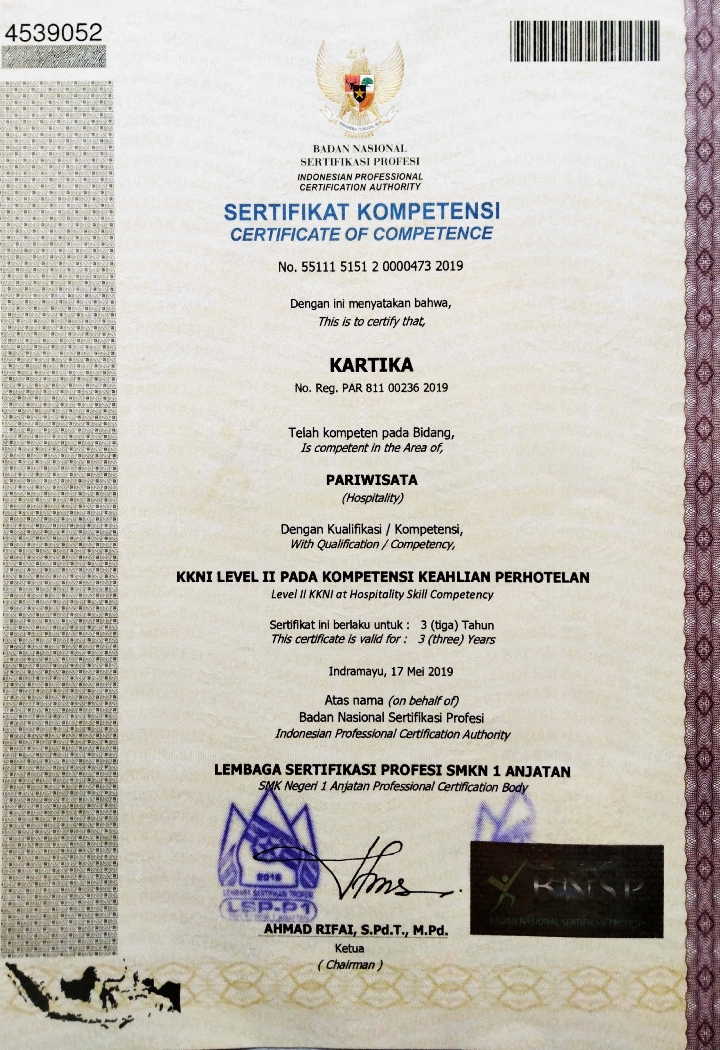 4539052
BADAN NASIONAL
SERTIFIKASI PROFESI
INDONESIAN PROFESSIONAL
CERTIFICATION AUTHORITY
SERTIFIKAT KOMPETENSI
CERTIFICATE OF COMPETENCE
No. 55111 5151 2 0000473 2019
Dengan ini menyatakan bahwa,
This is to certify that,
KARTIKA
No. Reg. PAR 811 00236 2019
Telah kompeten pada Bidang,
Is competent in the Area of,
PARIWISATA
(Hospitality)
Dengan Kualifikasi / Kompetensi,
With Qualification / Competency,
KKNI LEVEL II PADA KOMPETENSI KEAHLIAN PERHOTELAN
Level II KKNI at Hospitality Skill Competency
Sertifikat ini berlaku untuk : 3 (tiga) Tahun
This certificate is valid for : 3 (three) Years
Indramayu, 17 Mei 2019
Atas nama (on behalf of)
Badan Nasional Sertifikasi Profesi
Indonesian Professional Certification Authority
LEMBAGA SERTIFIKASI PROFESI SMKN 1 ANJATAN
SMK Negeri 1 Anjatan Professional Certification Body
2016
LEMBAGA SERTIFIKASI PROFESI
LSP-P1
BNSP
BADAN NASIONAL SERTIFIKASI PROFESI
AHMAD RIFAI, S.Pd.T., M.Pd.
Ketua
( Chairman )